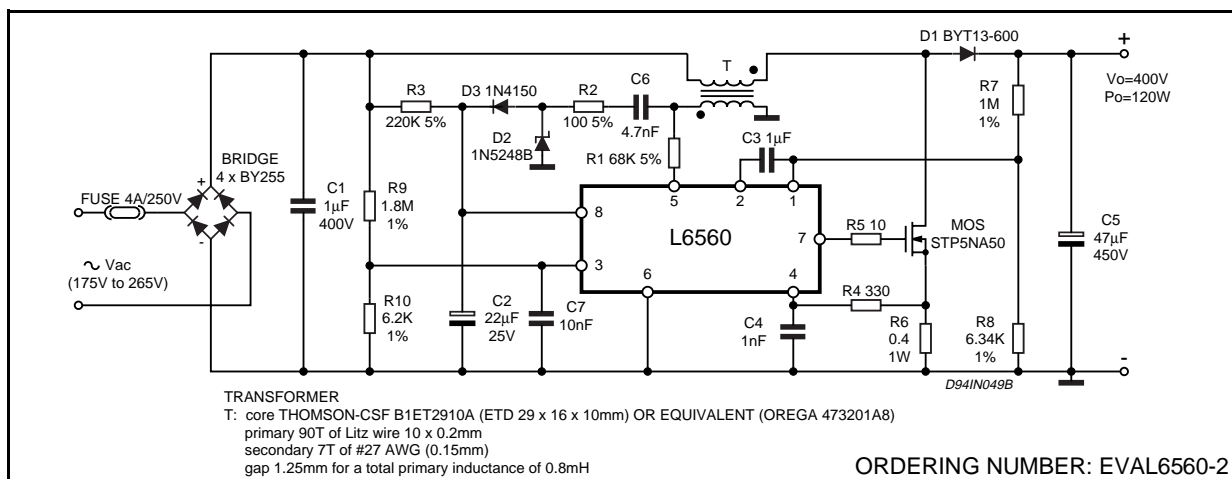 D1 BYT13-600
+
T
Vo=400V
Po=120W
R3
220K 5%
D3 1N4150
R2
100 5%
C6
4.7nF
R7
1M
1%
D2
1N5248B
R1 68K 5%
C3 1µF
BRIDGE
4 x BY255
FUSE 4A/250V
+
-
C1
1µF
400V
R9
1.8M
1%
5
2
1
8
L6560
7
R5 10
MOS
STP5NA50
C5
47µF
450V
3
6
4
Vac
(175V to 265V)
R10
6.2K
1%
C2
22µF
25V
C7
10nF
C4
1nF
R4 330
R6
0.4
1W
R8
6.34K
1%
-
D94IN049B
TRANSFORMER
T: core THOMSON-CSF B1ET2910A (ETD 29 x 16 x 10mm) OR EQUIVALENT (OREGA 473201A8)
primary 90T of Litz wire 10 x 0.2mm
secondary 7T of #27 AWG (0.15mm)
gap 1.25mm for a total primary inductance of 0.8mH
ORDERING NUMBER: EVAL6560-2